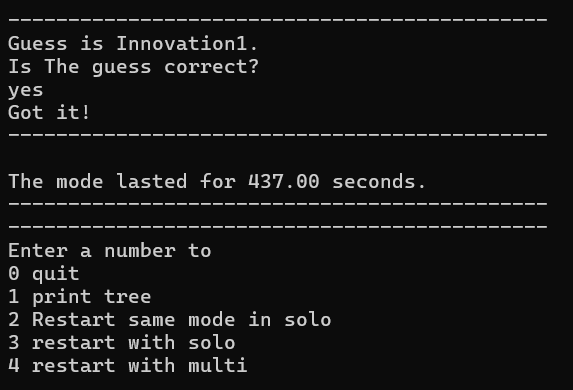 ---------------------------------------------
Guess is Innovation1.
Is The guess correct?
yes
Got it!
---------------------------------------------
The mode lasted for 437.00 seconds.
---------------------------------------------
---------------------------------------------
Enter a number to
0 quit
1 print tree
2 Restart same mode in solo
3 restart with solo
4 restart with multi